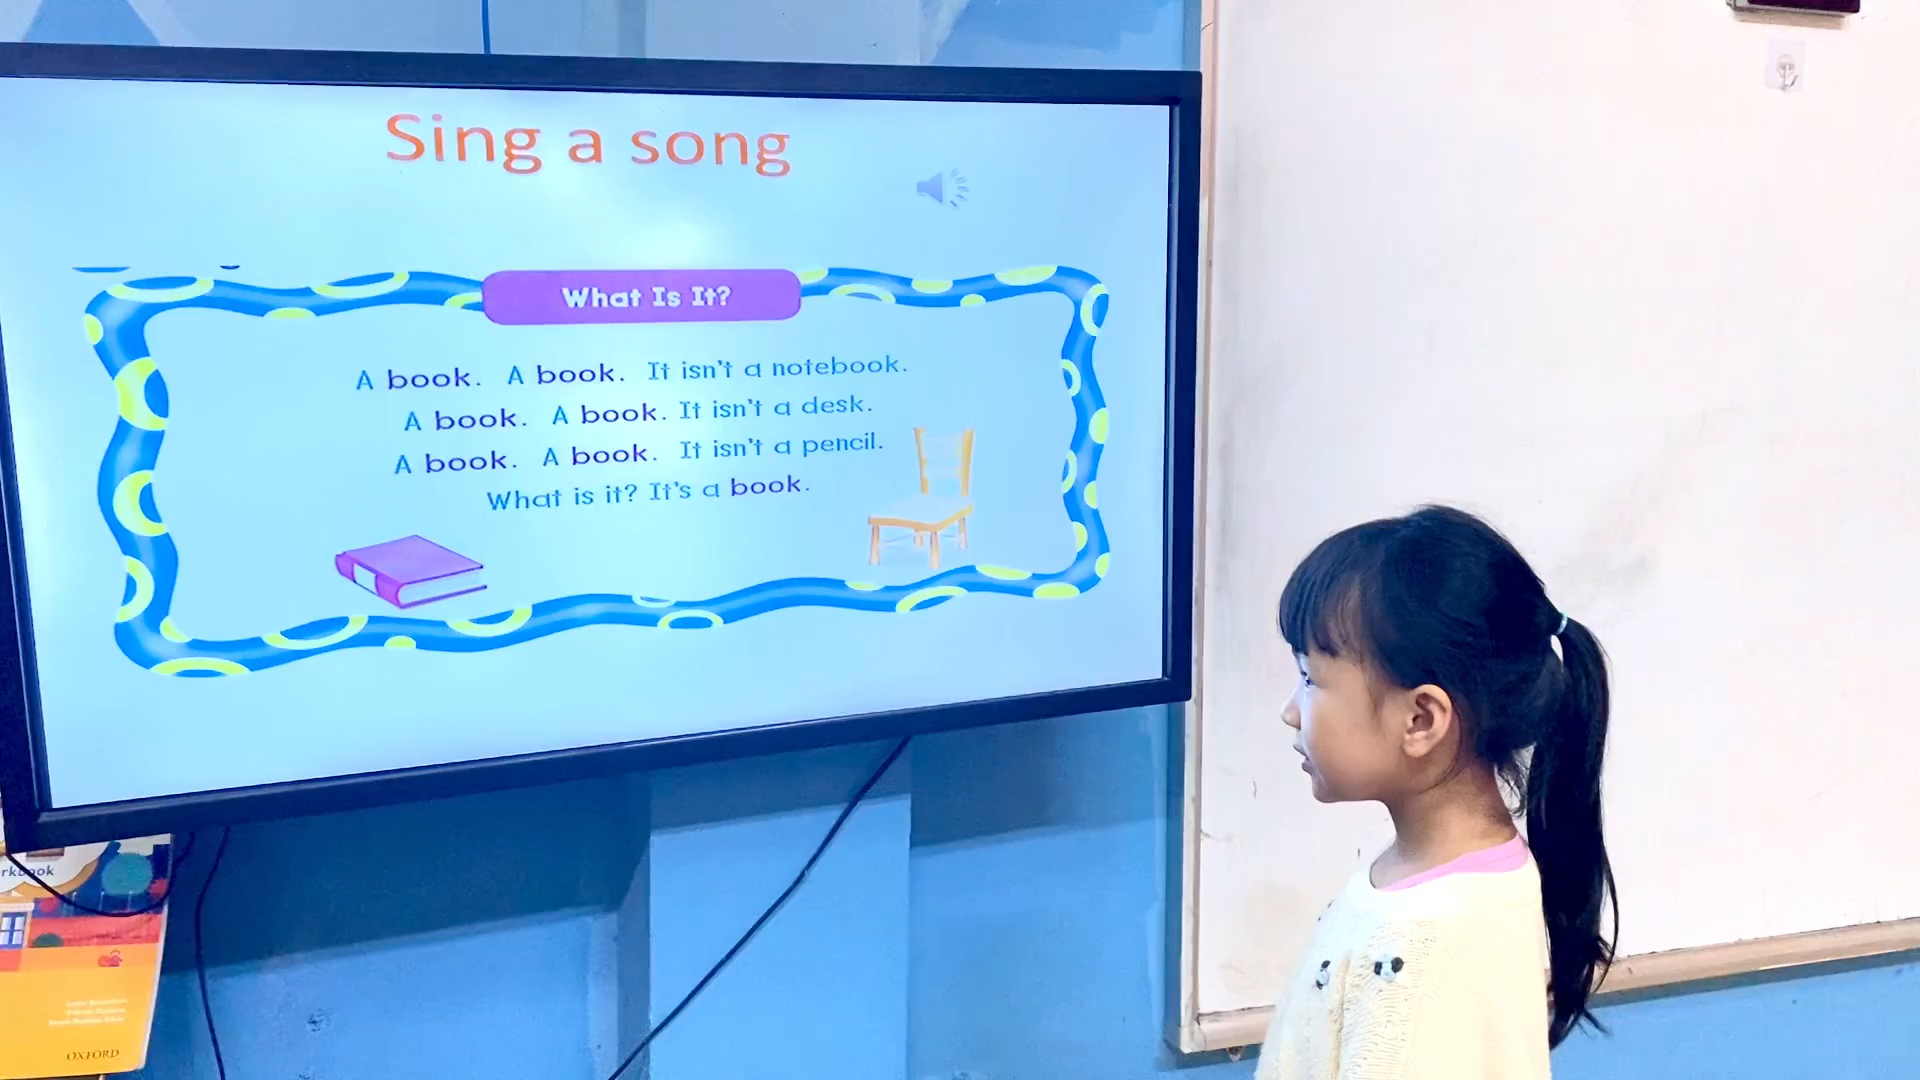 Sing a song
What Is It?
A book. A book. It isn't a notebook.
A book. A book. It isn't a desk.
A book. A book. It isn't a pencil.
What is it? It's a book.
OXFORD